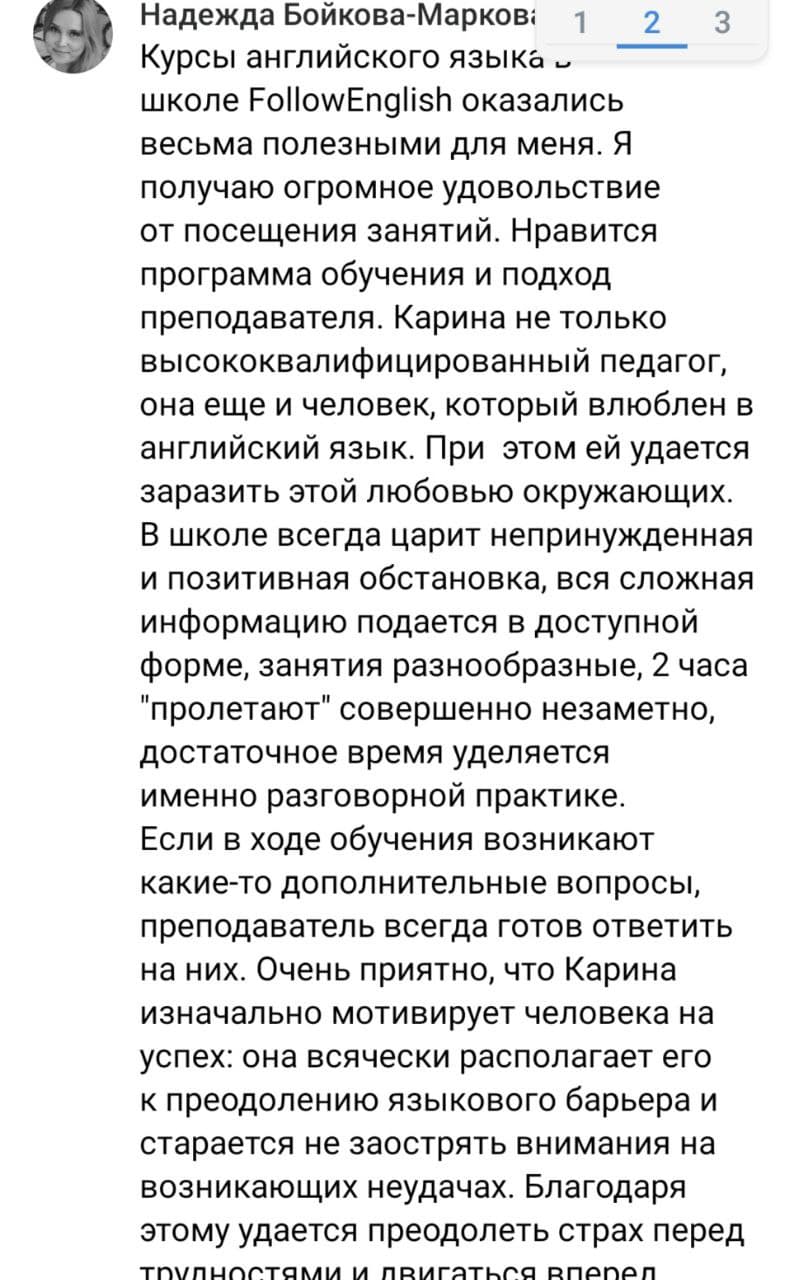 Надежда Бойкова-Маркова
1 2 3
Курсы английского языка в
школе FollowEnglish оказались
весьма полезными для меня. Я
получаю огромное удовольствие
от посещения занятий. Нравится
программа обучения и подход
преподавателя. Карина не только
высококвалифицированный педагог,
она еще и человек, который влюблен в
английский язык. При  этом ей удается
заразить этой любовью окружающих.
В школе всегда царит непринужденная
и позитивная обстановка, вся сложная
информацию подается в доступной
форме, занятия разнообразные, 2 часа
"пролетают" совершенно незаметно,
достаточное время уделяется
именно разговорной практике.
Если в ходе обучения возникают
какие-то дополнительные вопросы,
преподаватель всегда готов ответить
на них. Очень приятно, что Карина
изначально мотивирует человека на
успех: она всячески располагает его
к преодолению языкового барьера и
старается не заострять внимания на
возникающих неудачах. Благодаря
этому удается преодолеть страх перед
трудностями и двигаться вперед